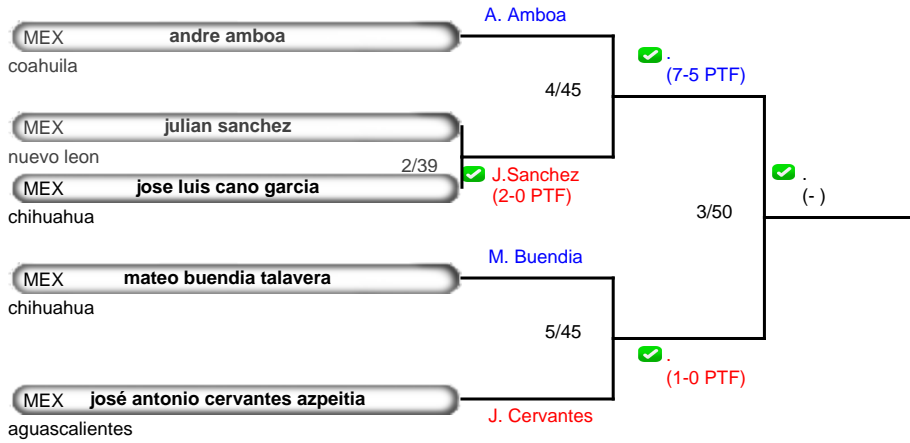 A. Amboa
MEX andre amboa
coahuila
.
(7-5 PTF)
4/45
MEX julian sanchez
nuevo leon
2/39
J.Sanchez
(2-0 PTF)
MEX jose luis cano garcia
chihuahua
.
(- )
3/50
M. Buendia
MEX mateo buendia talavera
chihuahua
5/45
.
(1-0 PTF)
MEX josé antonio cervantes azpeitia
J. Cervantes
aguascalientes